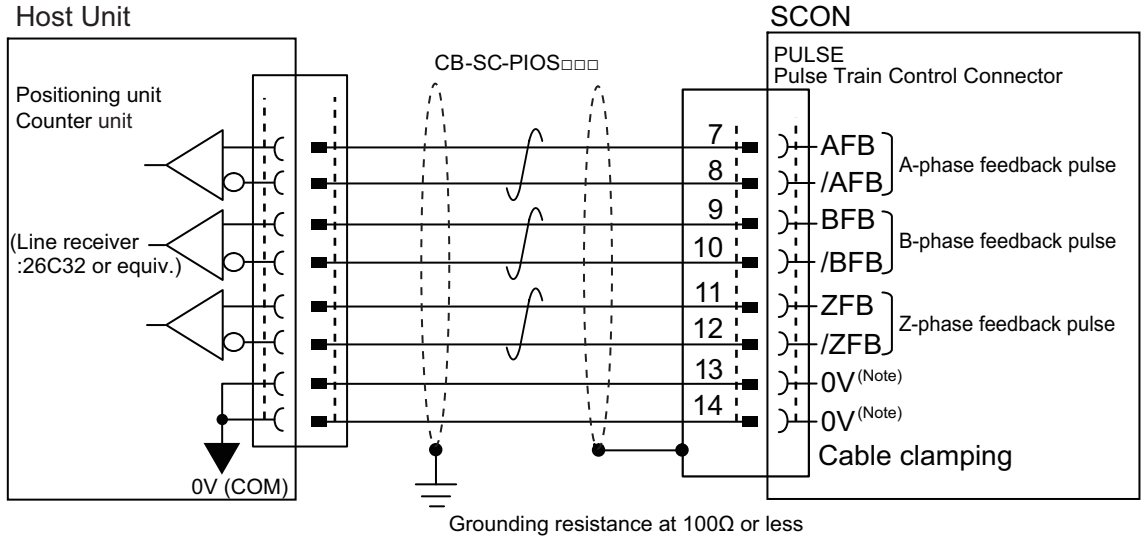 Host Unit
SCON
CB-SC-PIOS□□□
PULSE
Pulse Train Control Connector
Positioning unit
Counter unit
(Line receiver
:26C32 or equiv.)
7
AFB
8
/AFB
A-phase feedback pulse
9
BFB
10
/BFB
B-phase feedback pulse
11
ZFB
12
/ZFB
Z-phase feedback pulse
13
0V(Note)
14
0V(Note)
Cable clamping
0V (COM)
Grounding resistance at 100Ω or less